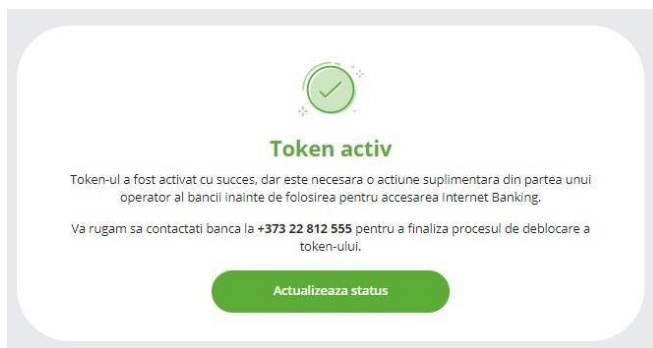 Token activ
Token-ul a fost activat cu succes, dar este necesara o actiune suplimentara din partea unui
operator al bancii inainte de folosirea pentru accesarea Internet Banking.
Va rugam sa contactati banca la +373 22 812 555 pentru a finaliza procesul de deblocare a
token-ului.
Actualizeaza status